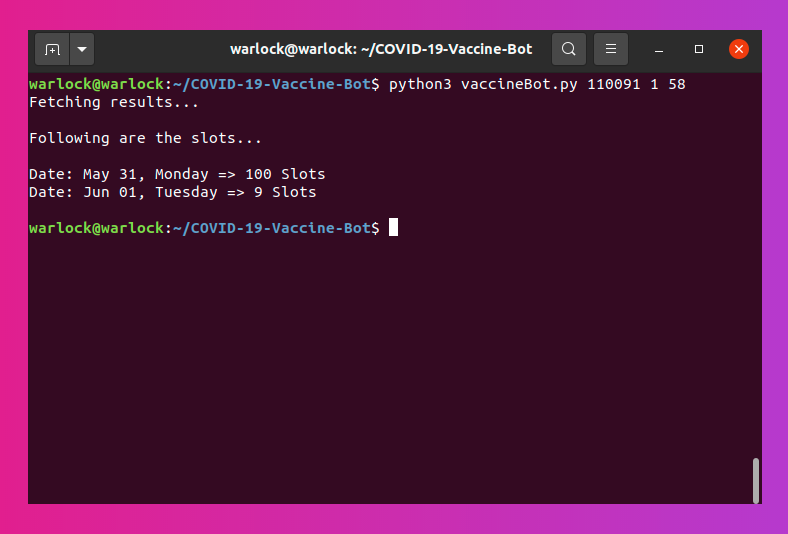 warlock@warlock: ~/COVID-19-Vaccine-Bot
warlock@warlock:~/COVID-19-Vaccine-Bot$ python3 vaccineBot.py 110091 1 58
Fetching results...
Following are the slots...
Date: May 31, Monday => 100 Slots
Date: Jun 01, Tuesday => 9 Slots
warlock@warlock:~/COVID-19-Vaccine-Bot$